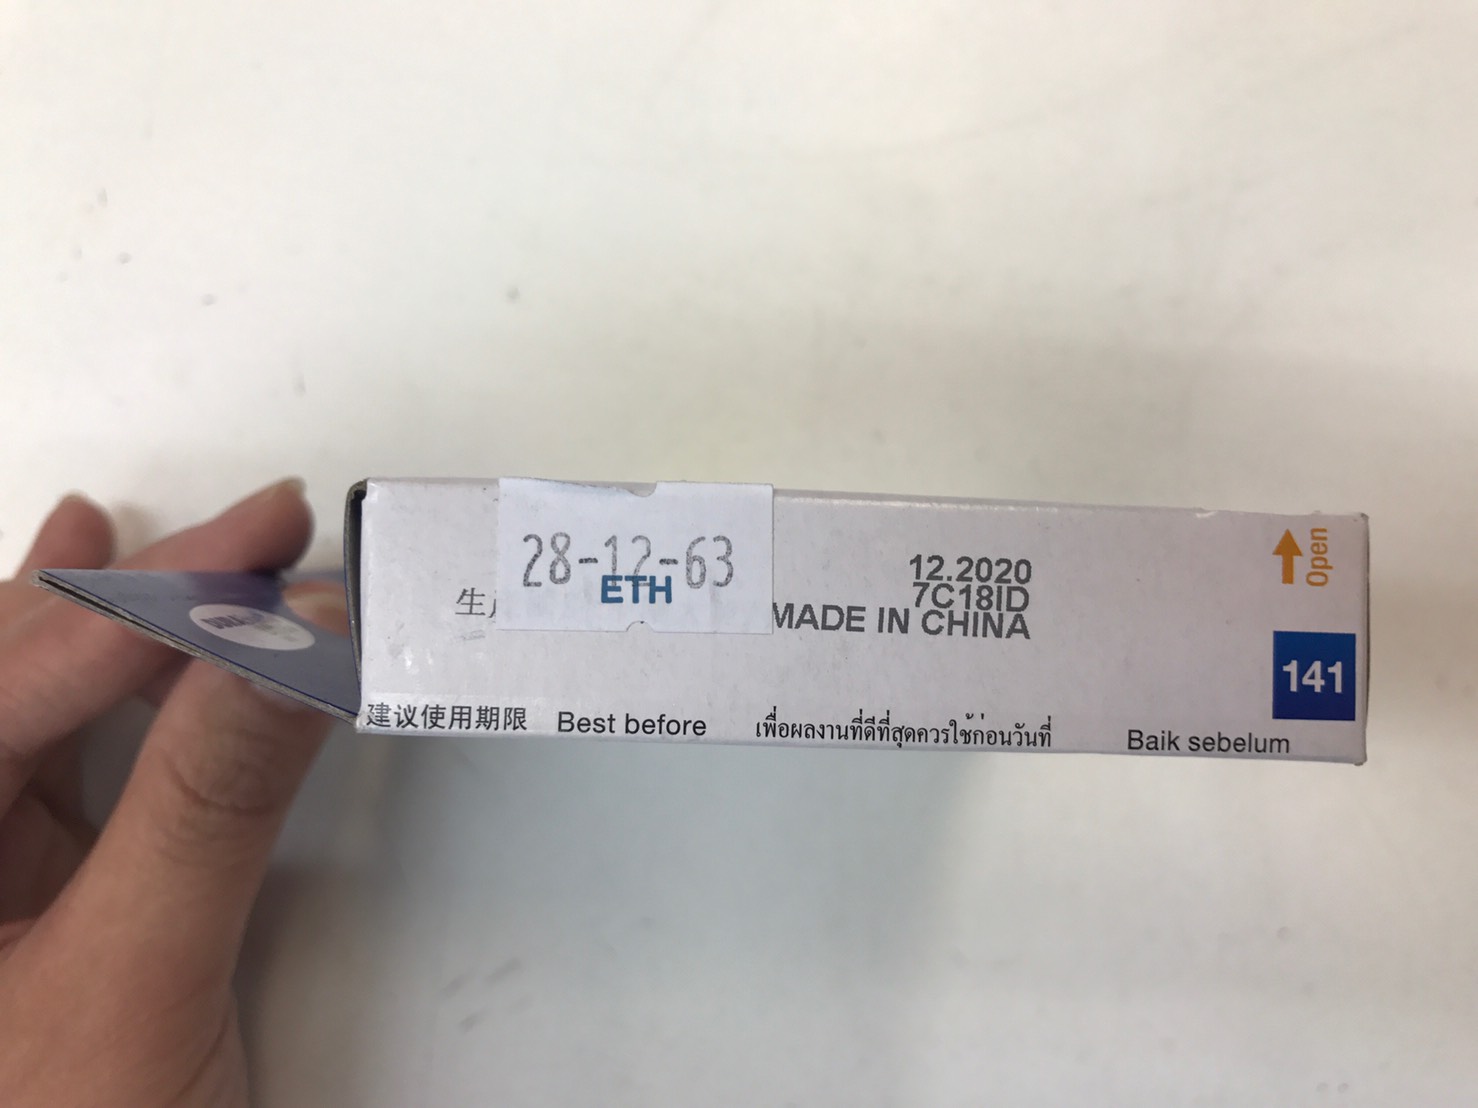 28-12-63
ETH
生
12.2020
7C18ID
MADE IN CHINA
Open
141
建议使用期限 Best before เพื่อผลงานที่ดีที่สุดควรใช้ก่อนวันที่ Baik sebelum